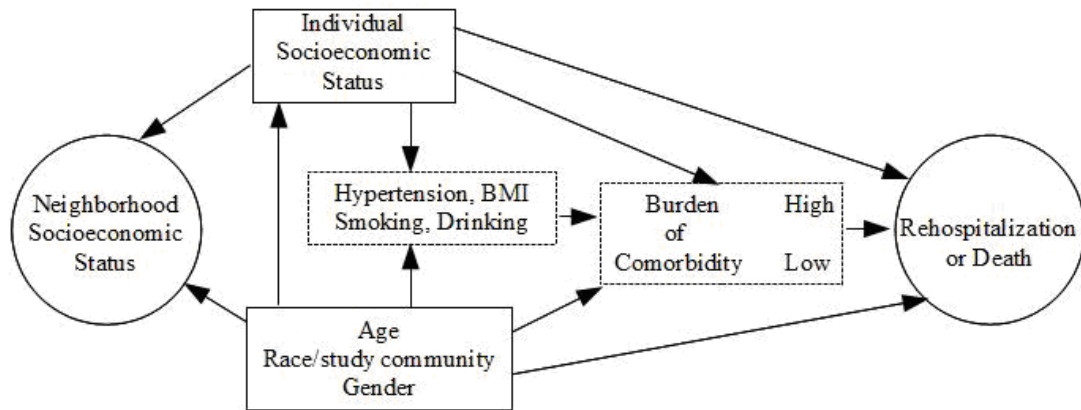 Individual
Socioeconomic
Status
Neighborhood
Socioeconomic
Status
Hypertension, BMI
Smoking, Drinking
Burden High
of
Comorbidity Low
Rehospitalization
or Death
Age
Race/study community
Gender